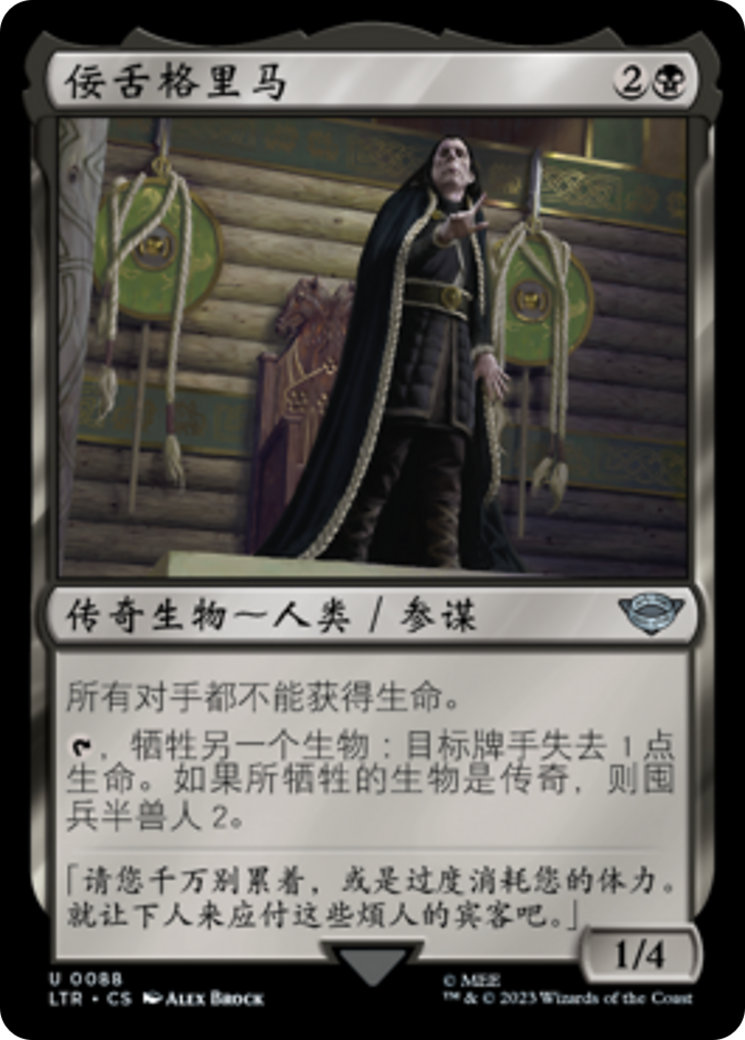 佞舌格里马 2
传奇生物～人类 / 参谋
所有对手都不能获得生命。
，牺牲另一个生物：目标牌手失去 1 点
生命。如果所牺牲的生物是传奇，则囤
兵半兽人 2。
「请您千万别累着，或是过度消耗您的体力。
就让下人来应付这些烦人的宾客吧。」
1/4
U 0088
LTR • CS ALEX BROCK
© MEE
™ & © 2023 Wizards of the Coast